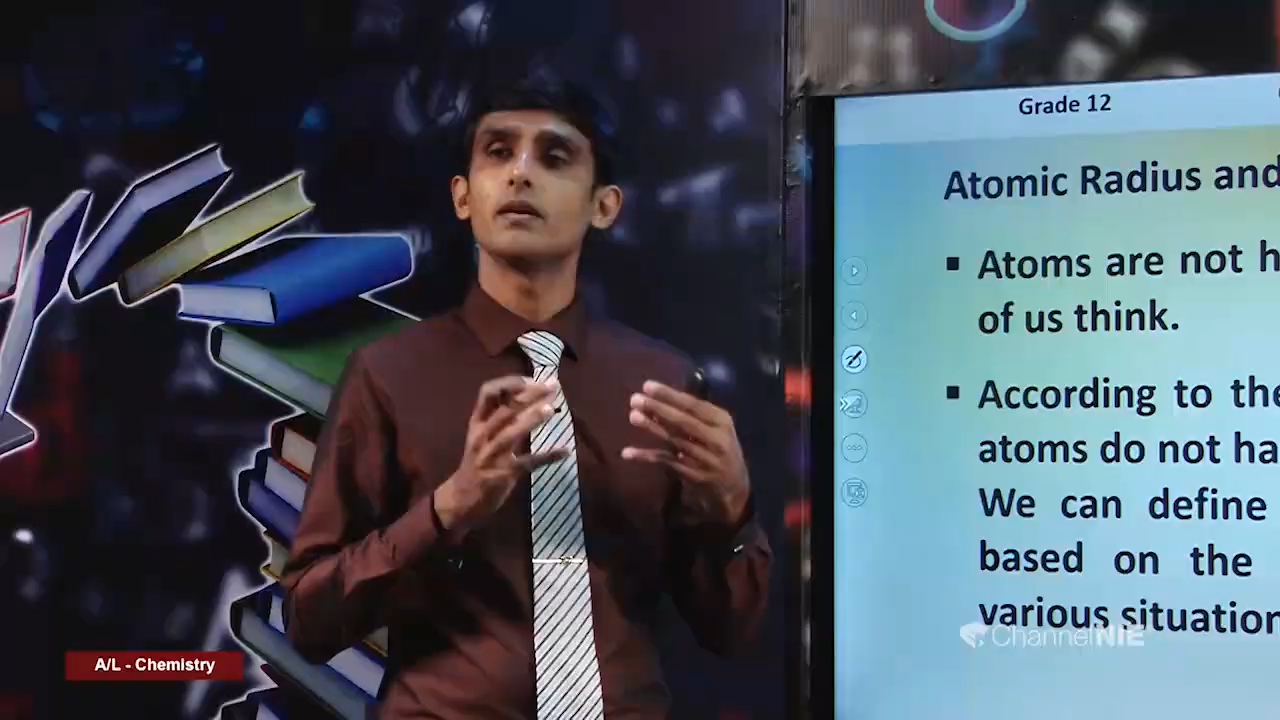 Grade 12
Atomic Radius and
Atoms are not h
of us think.
According to the
atoms do not ha
We can define
based on the
various situation
ChannelNIE
A/L - Chemistry